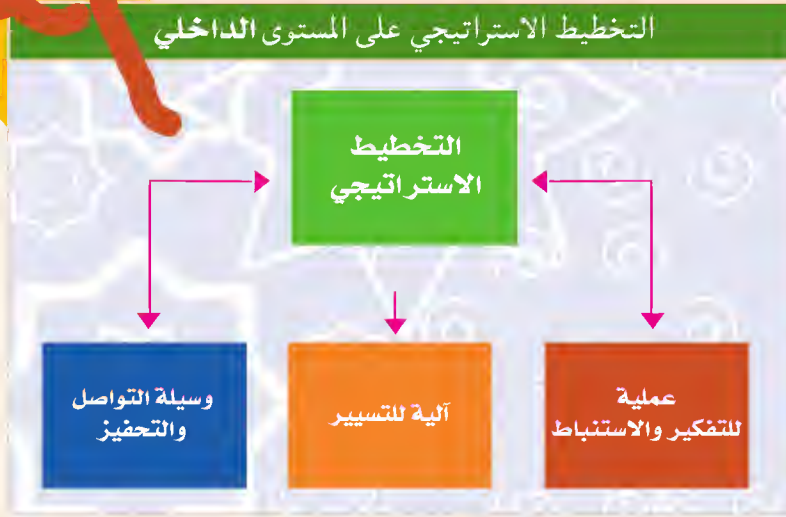 التخطيط الاستراتيجي على المستوى الداخلي
التخطيط
الاستراتيجي
عملية
للتفكير والاستنباط
آلية للتسيير
وسيلة التواصل
والتحفيز